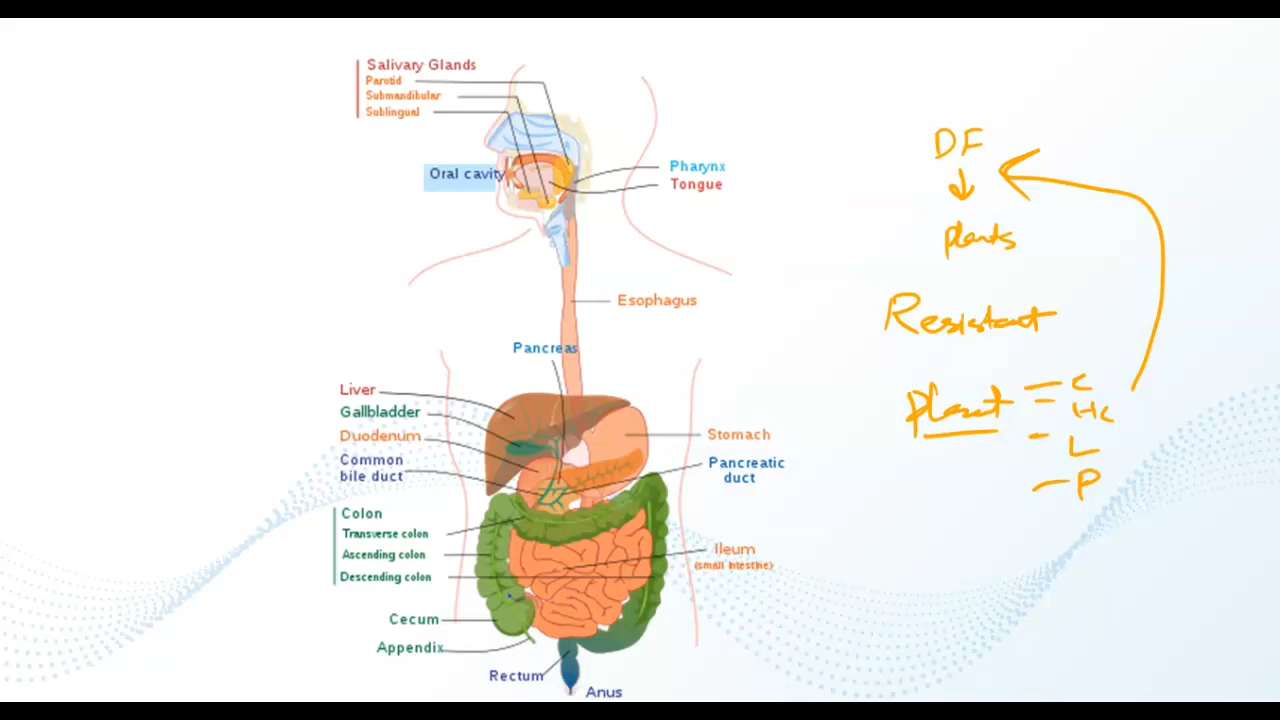 Salivary Glands
Parotid
Submandibular
Sublingual
Oral cavity
Pharynx
Tongue
Esophagus
Pancreas
Liver
Gallbladder
Duodenum
Common
bile duct
Stomach
Pancreatic
duct
Colon
Transverse colon
Ascending colon
Descending colon
Ileum
(small intestine)
Cecum
Appendix
Rectum
Anus
DF
plants
Resistant
plant - C
- HC
- L
- P